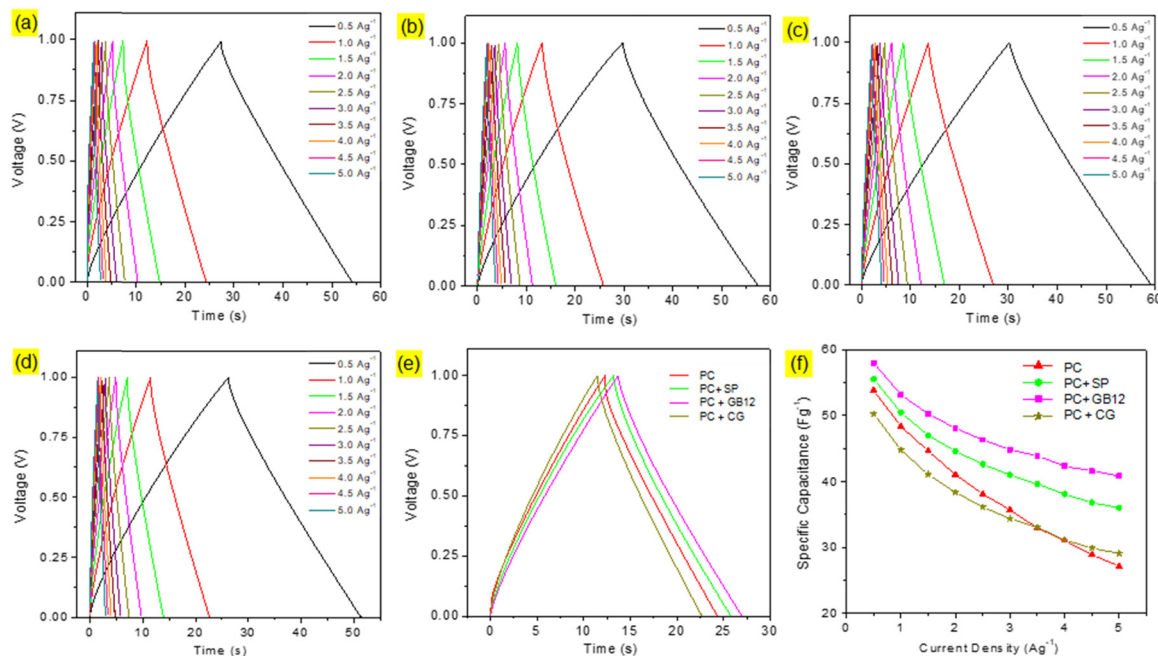 (a)
1.00
0.75
0.50
0.25
0.00
Voltage (V)
0 10 20 30 40 50 60
Time (s)
0.5 Ag⁻¹
1.0 Ag⁻¹
1.5 Ag⁻¹
2.0 Ag⁻¹
2.5 Ag⁻¹
3.0 Ag⁻¹
3.5 Ag⁻¹
4.0 Ag⁻¹
4.5 Ag⁻¹
5.0 Ag⁻¹
(b)
1.00
0.75
0.50
0.25
0.00
Voltage (V)
0 10 20 30 40 50 60
Time (s)
0.5 Ag⁻¹
1.0 Ag⁻¹
1.5 Ag⁻¹
2.0 Ag⁻¹
2.5 Ag⁻¹
3.0 Ag⁻¹
3.5 Ag⁻¹
4.0 Ag⁻¹
4.5 Ag⁻¹
5.0 Ag⁻¹
(c)
1.00
0.75
0.50
0.25
0.00
Voltage (V)
0 10 20 30 40 50 60
Time (s)
0.5 Ag⁻¹
1.0 Ag⁻¹
1.5 Ag⁻¹
2.0 Ag⁻¹
2.5 Ag⁻¹
3.0 Ag⁻¹
3.5 Ag⁻¹
4.0 Ag⁻¹
4.5 Ag⁻¹
5.0 Ag⁻¹
(d)
1.00
0.75
0.50
0.25
0.00
Voltage (V)
0 10 20 30 40 50
Time (s)
0.5 Ag⁻¹
1.0 Ag⁻¹
1.5 Ag⁻¹
2.0 Ag⁻¹
2.5 Ag⁻¹
3.0 Ag⁻¹
3.5 Ag⁻¹
4.0 Ag⁻¹
4.5 Ag⁻¹
5.0 Ag⁻¹
(e)
1.00
0.75
0.50
0.25
0.00
Voltage (V)
0 5 10 15 20 25 30
Time (s)
PC
PC+ SP
PC + GB12
PC + CG
(f)
60
50
40
30
20
Specific Capacitance (Fg⁻¹)
0 1 2 3 4 5
Current Density (Ag⁻¹)
PC
PC+ SP
PC+ GB12
PC + CG